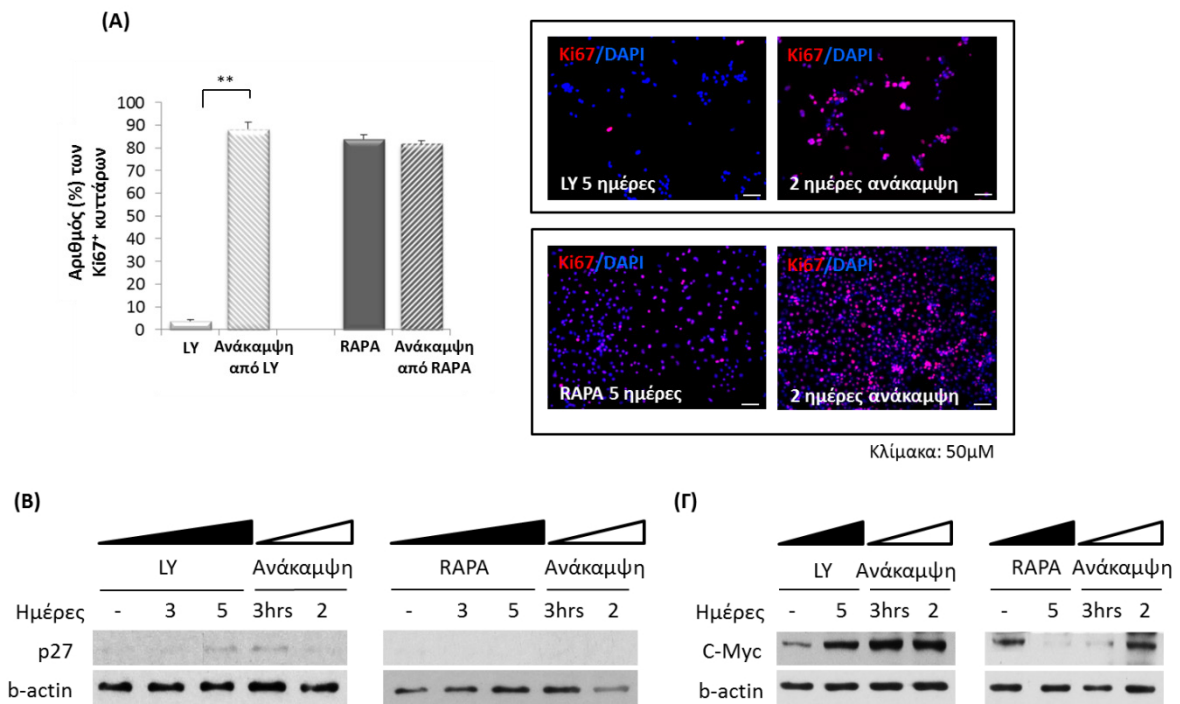 (A)
**
100
90
80
70
60
50
40
30
20
10
0
Αριθμός (%) των
Ki67⁺ κυττάρων
LY
Ανάκαμψη
από LY
RAPA
Ανάκαμψη
από RAPA
Ki67/DAPI
LY 5 ημέρες
Ki67/DAPI
2 ημέρες ανάκαμψη
Ki67/DAPI
RAPA 5 ημέρες
Ki67/DAPI
2 ημέρες ανάκαμψη
Κλίμακα: 50μΜ
(B)
LY Ανάκαμψη RAPA Ανάκαμψη
Ημέρες - 3 5 3hrs 2 - 3 5 3hrs 2
p27
b-actin
(Γ)
LY Ανάκαμψη RAPA Ανάκαμψη
Ημέρες - 5 3hrs 2 - 5 3hrs 2
C-Myc
b-actin